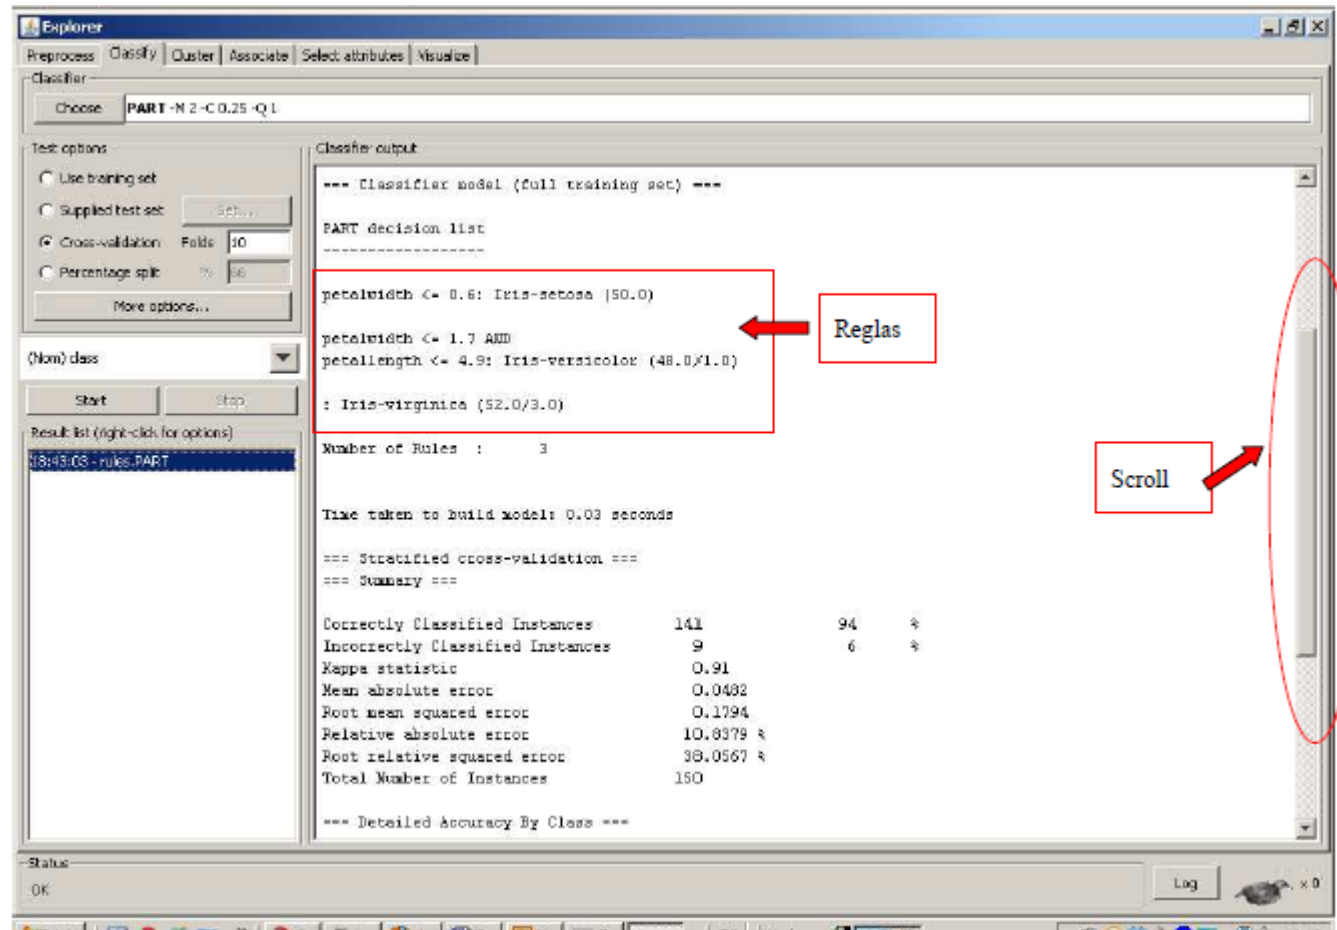 Explorer
Preprocess Classify Cluster Associate Select attributes Visualize
Classifier
Choose PART -M 2 -C 0.25 -Q 1
Test options
Use training set
Supplied test set Set...
Cross-validation Folds 10
Percentage split % 66
More options...
(Nom) class
Start Stop
Result list (right-click for options)
18:43:03 - rules.PART
Classifier output
=== Classifier model (full training set) ===
PART decision list
------------------
petalwidth <= 0.6: Iris-setosa (50.0)
petalwidth <= 1.7 AND
petallength <= 4.9: Iris-versicolor (48.0/1.0)
: Iris-virginica (52.0/3.0)
Number of Rules : 3
Time taken to build model: 0.03 seconds
=== Stratified cross-validation ===
=== Summary ===
Correctly Classified Instances 141 94 %
Incorrectly Classified Instances 9 6 %
Kappa statistic 0.91
Mean absolute error 0.0482
Root mean squared error 0.1794
Relative absolute error 10.8379 %
Root relative squared error 38.0567 %
Total Number of Instances 150
=== Detailed Accuracy By Class ===
Reglas
Scroll
Status
OK
Log x 0